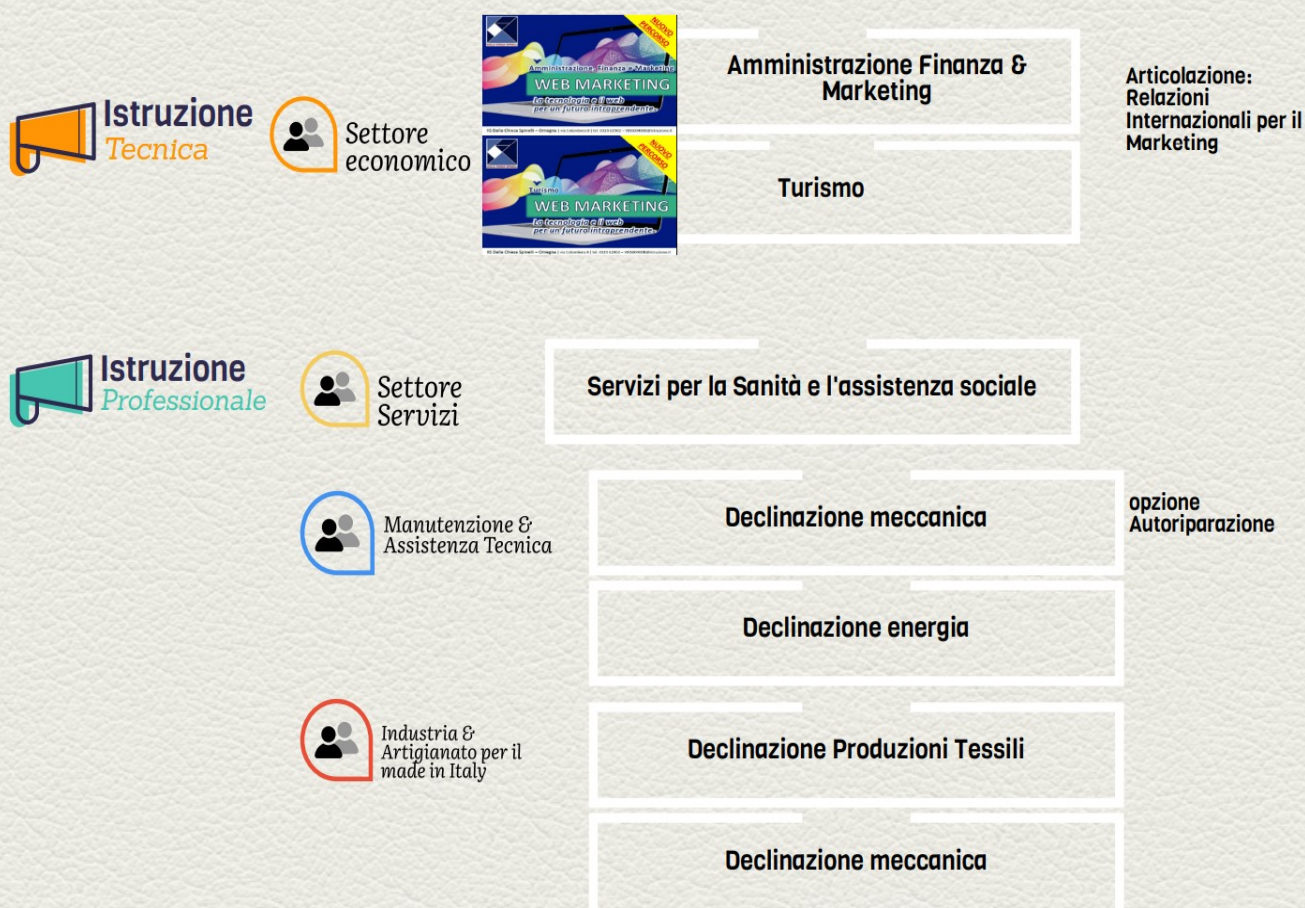 Istruzione
Tecnica
Settore
economico
NUOVO
PERCORSO
Amministrazione, Finanza e Marketing
WEB MARKETING
La tecnologia e il web
per un futuro intraprendente.
Amministrazione Finanza &
Marketing
Articolazione:
Relazioni
Internazionali per il
Marketing
NUOVO
PERCORSO
Turismo
WEB MARKETING
La tecnologia e il web
per un futuro intraprendente.
Turismo
Istruzione
Professionale
Settore
Servizi
Servizi per la Sanità e l'assistenza sociale
Manutenzione &
Assistenza Tecnica
Declinazione meccanica
opzione
Autoriparazione
Declinazione energia
Industria &
Artigianato per il
made in Italy
Declinazione Produzioni Tessili
Declinazione meccanica